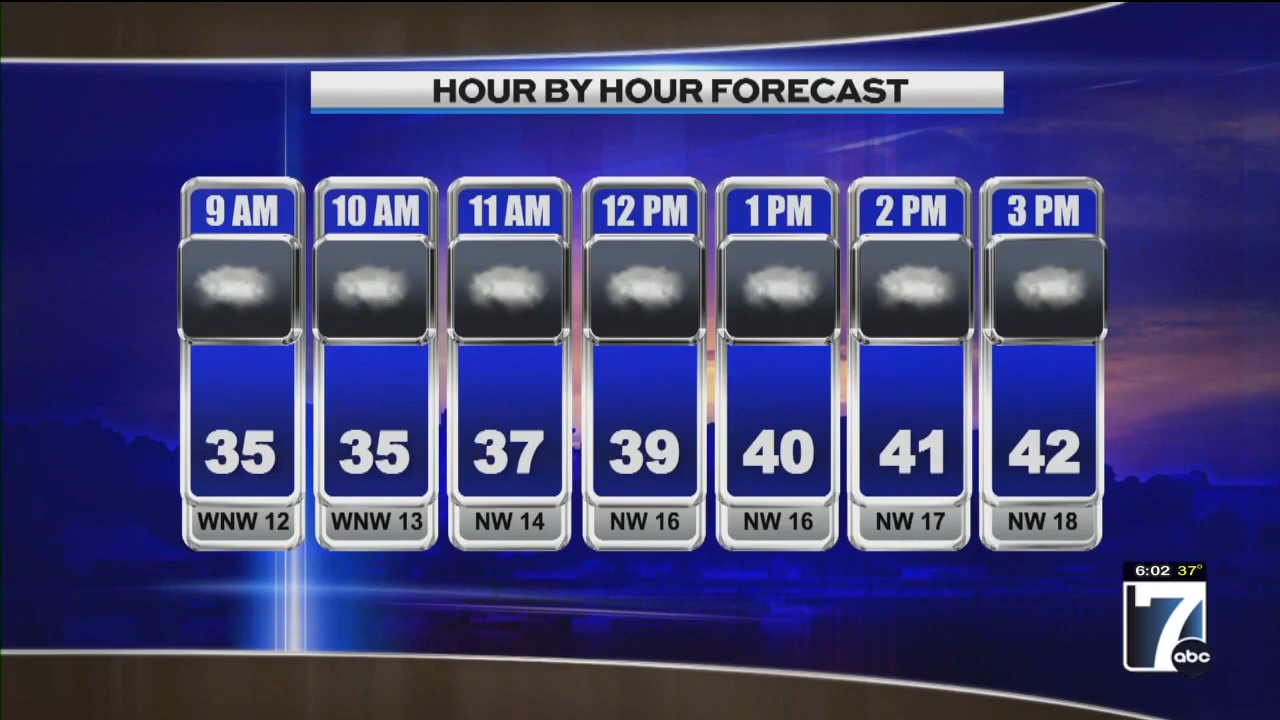 HOUR BY HOUR FORECAST
9 AM 10 AM 11 AM 12 PM 1 PM 2 PM 3 PM
35 35 37 39 40 41 42
WNW 12 WNW 13 NW 14 NW 16 NW 16 NW 17 NW 18
6:02 37°
7
abc